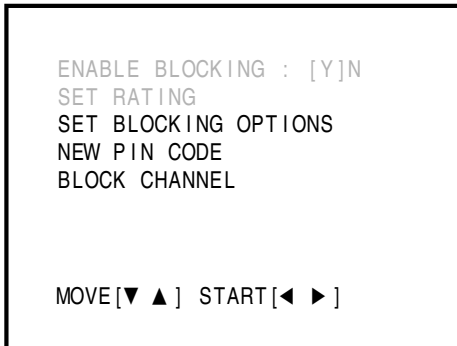 ENABLE BLOCKING : [Y]N
SET RATING
SET BLOCKING OPTIONS
NEW PIN CODE
BLOCK CHANNEL
MOVE[▼ ▲] START[◀ ▶]